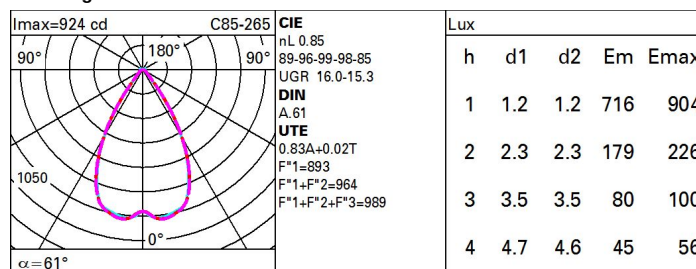 Imax=924 cd C85-265
90° 180° 90°
1050
0°
α=61°
CIE
nL 0.85
89-96-99-98-85
UGR 16.0-15.3
DIN
A.61
UTE
0.83A+0.02T
F"1=893
F"1+F"2=964
F"1+F"2+F"3=989
Lux
h d1 d2 Em Emax
1 1.2 1.2 716 904
2 2.3 2.3 179 226
3 3.5 3.5 80 100
4 4.7 4.6 45 56